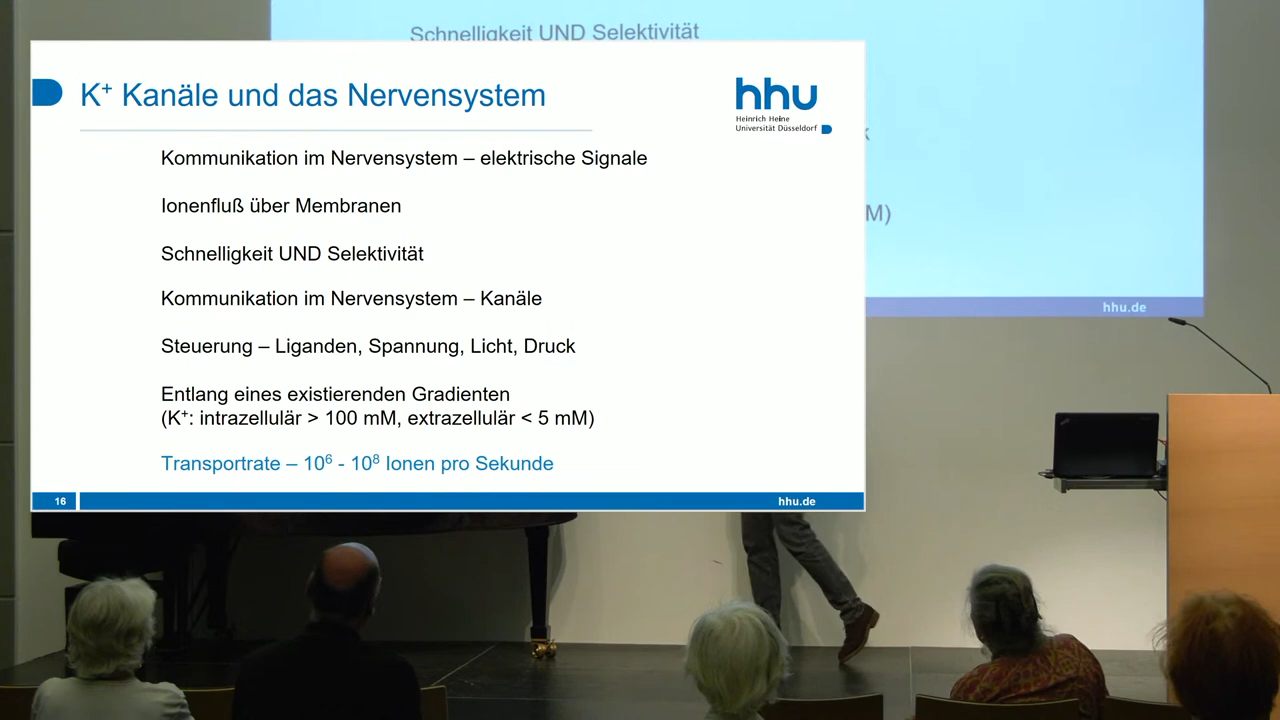 Schnelligkeit UND Selektivität
K⁺ Kanäle und das Nervensystem
hhu
Heinrich Heine
Universität Düsseldorf
Kommunikation im Nervensystem – elektrische Signale
Ionenfluß über Membranen
Schnelligkeit UND Selektivität
Kommunikation im Nervensystem – Kanäle
Steuerung – Liganden, Spannung, Licht, Druck
Entlang eines existierenden Gradienten
(K⁺: intrazellulär > 100 mM, extrazellulär < 5 mM)
Transportrate – 10⁶ - 10⁸ Ionen pro Sekunde
16
hhu.de
M)
hhu.de